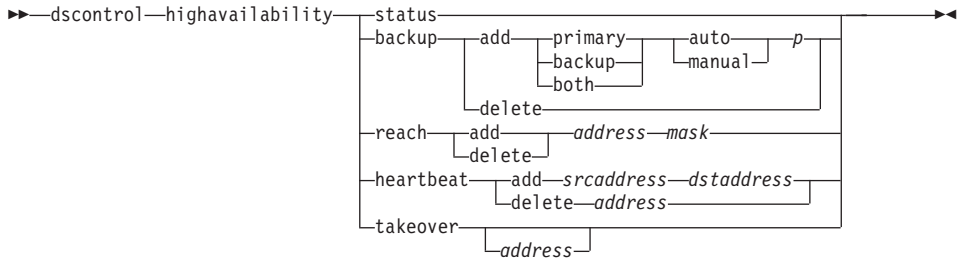 dscontrol highavailability status
backup add primary auto p
backup manual
both
delete
reach add address mask
delete
heartbeat add srcaddress dstaddress
delete address
takeover
address